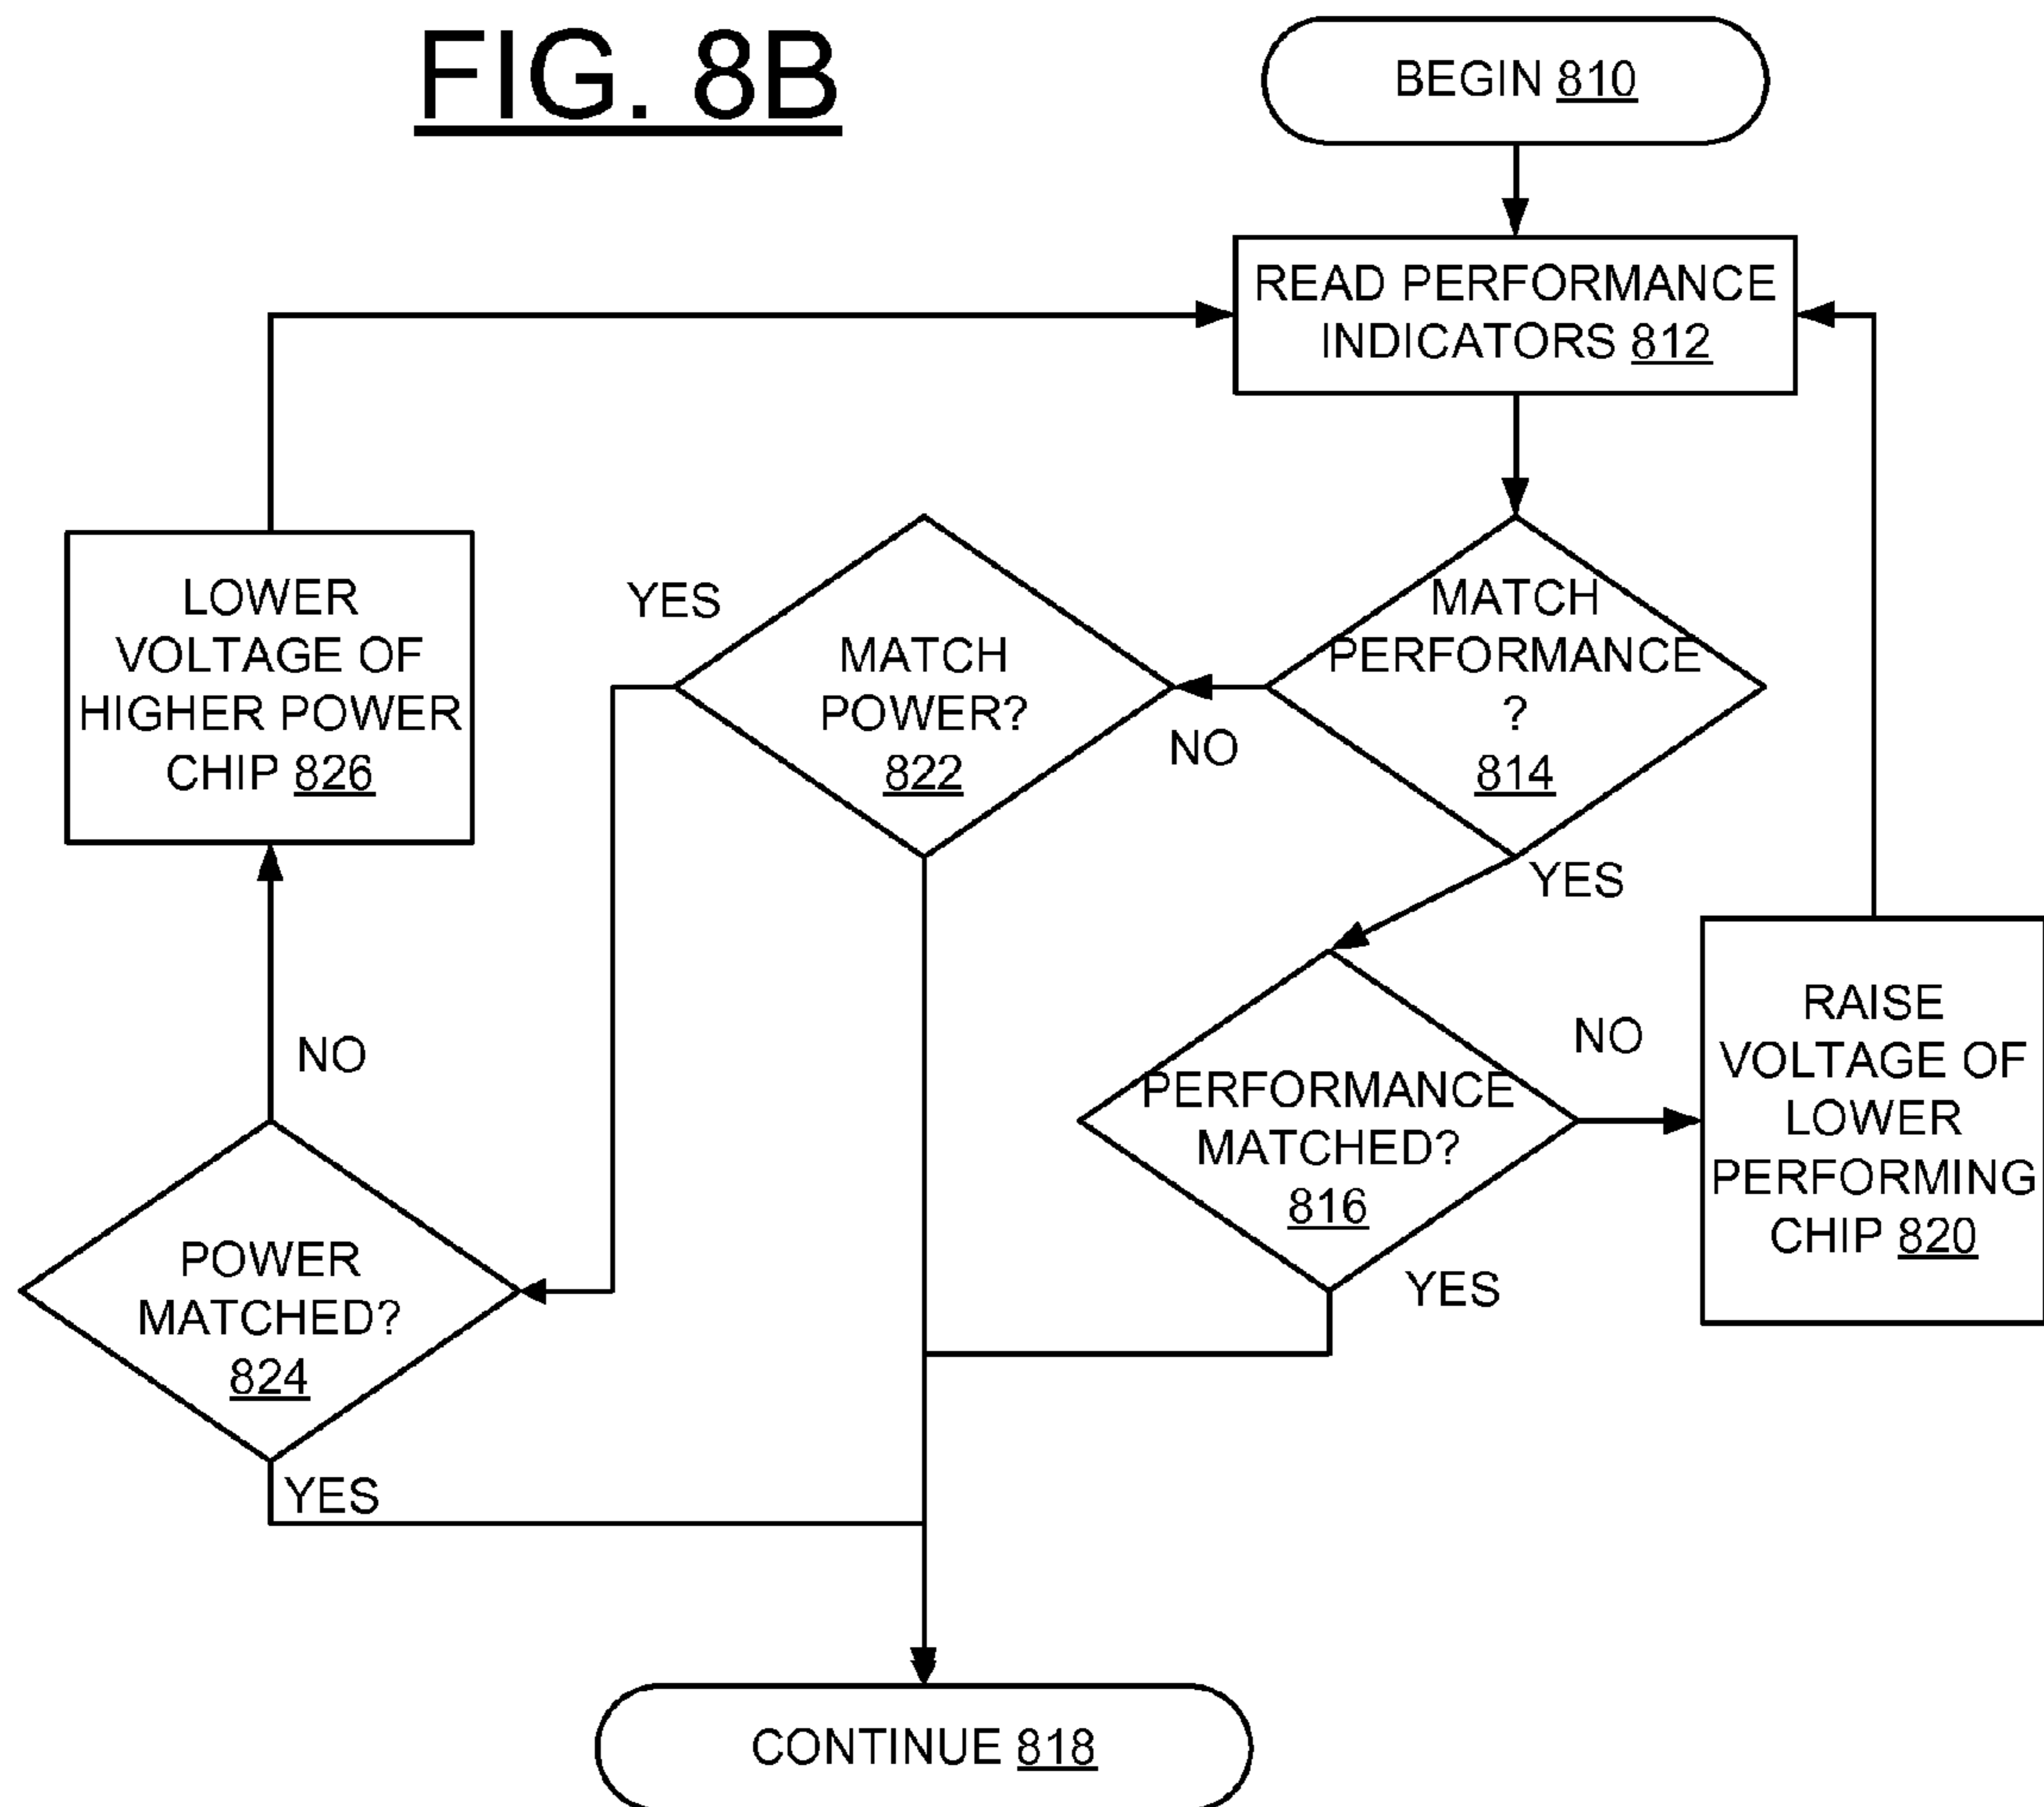 FIG. 8B
BEGIN 810
READ PERFORMANCE
INDICATORS 812
MATCH
PERFORMANCE
?
814
NO
YES
MATCH
POWER?
822
YES
LOWER
VOLTAGE OF
HIGHER POWER
CHIP 826
NO
POWER
MATCHED?
824
YES
PERFORMANCE
MATCHED?
816
NO
YES
RAISE
VOLTAGE OF
LOWER
PERFORMING
CHIP 820
CONTINUE 818